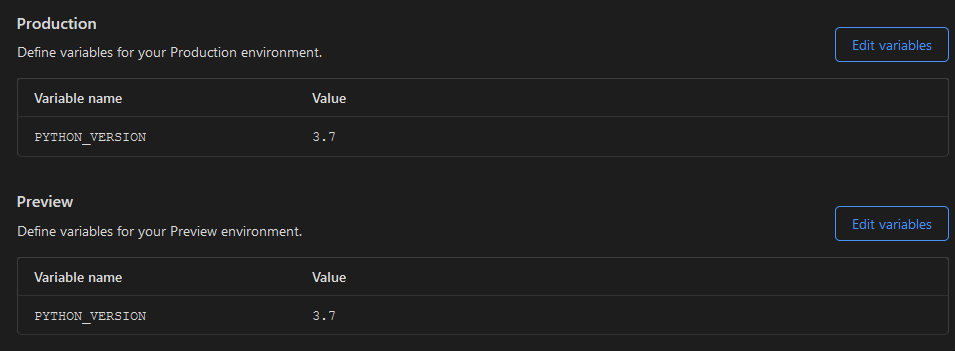 Production
Define variables for your Production environment.
Edit variables
Variable name Value
PYTHON_VERSION 3.7
Preview
Define variables for your Preview environment.
Edit variables
Variable name Value
PYTHON_VERSION 3.7